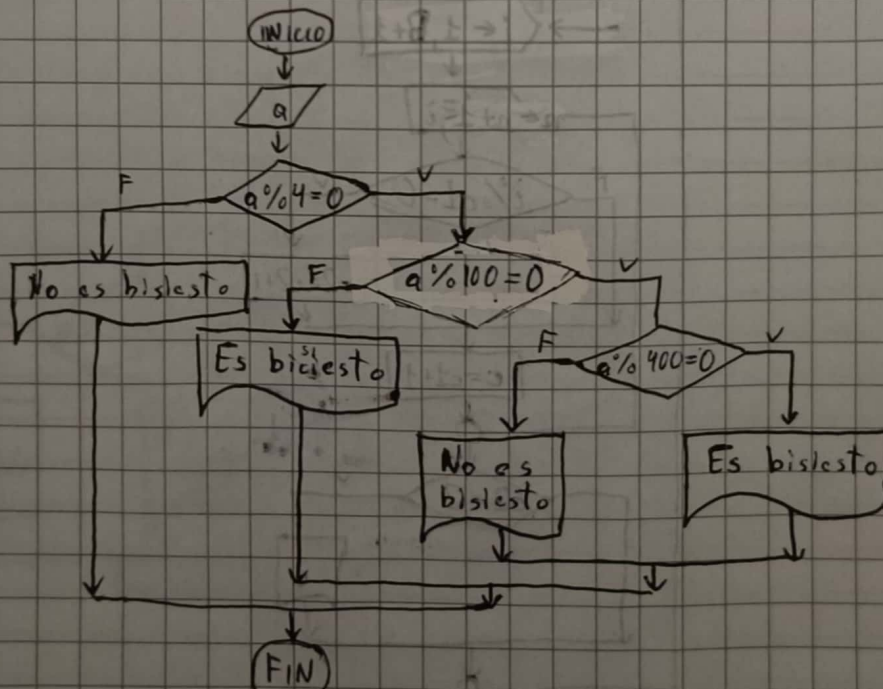 INICIO
a
a%4=0
F
V
No es bisiesto
a%100=0
F
V
Es bisiesto
a%400=0
F
V
No es
bisiesto
Es bisiesto
FIN